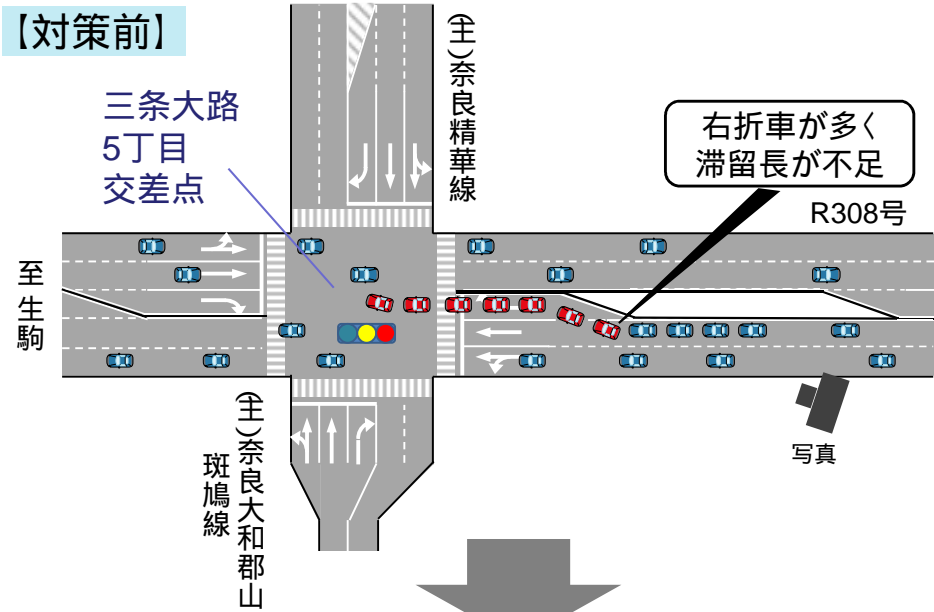 【対策前】
三条大路
5丁目
交差点
(主)奈良精華線
右折車が多く
滞留長が不足
R308号
至生駒
写真
(主)奈良大和郡山
斑鳩線